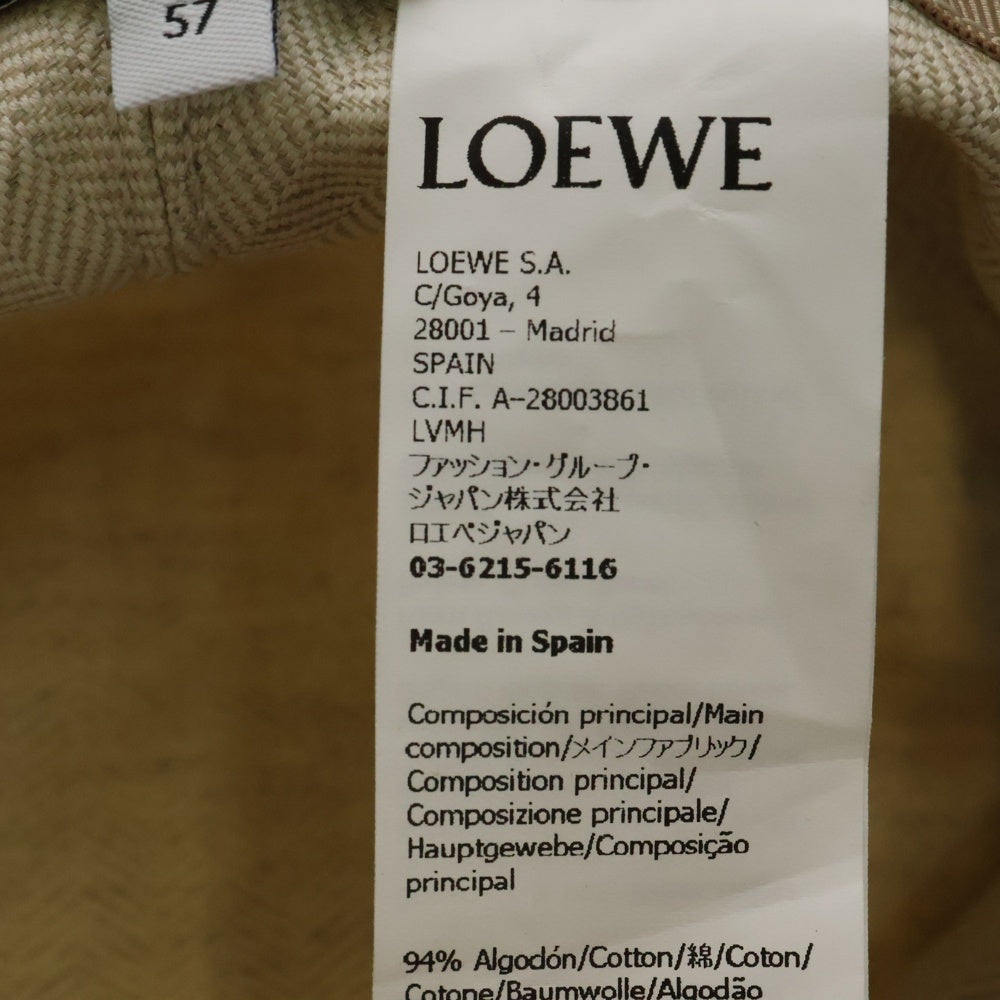 57
LOEWE
LOEWE S.A.
C/Goya, 4
28001 – Madrid
SPAIN
C.I.F. A-28003861
LVMH
ファッション・グループ・
ジャパン株式会社
ロエベジャパン
03-6215-6116
Made in Spain
Composición principal/Main
composition/メインファブリック/
Composition principal/
Composizione principale/
Hauptgewebe/Composição
principal
94% Algodón/Cotton/綿/Coton/
Cotone/Baumwolle/Algodão